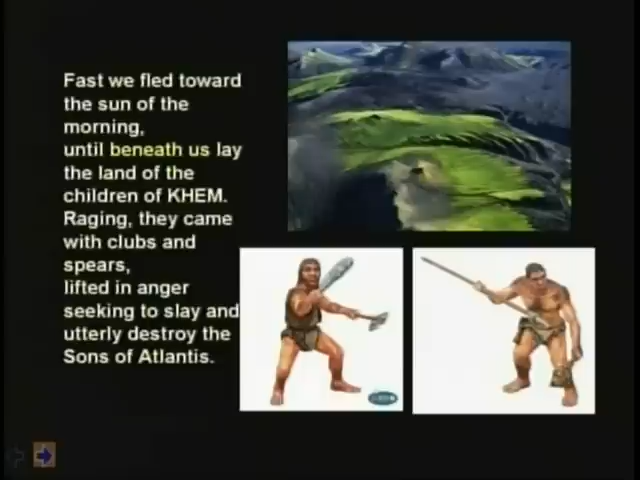 Fast we fled toward
the sun of the
morning,
until beneath us lay
the land of the
children of KHEM.
Raging, they came
with clubs and
spears,
lifted in anger
seeking to slay and
utterly destroy the
Sons of Atlantis.